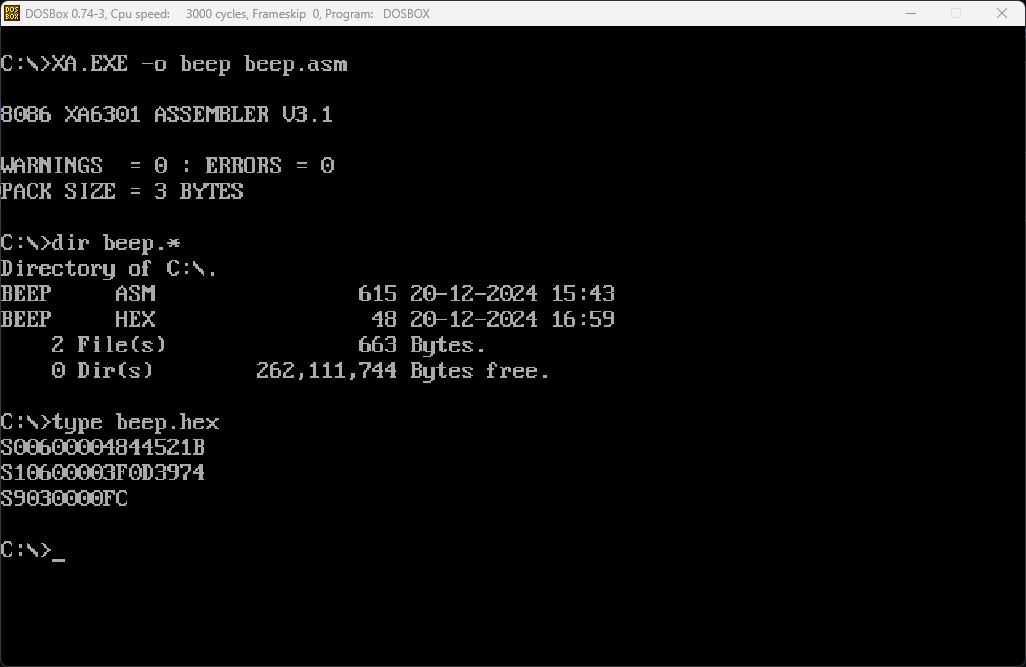 DOSBox 0.74-3, Cpu speed: 3000 cycles, Frameskip 0, Program: DOSBOX
C:\>XA.EXE -o beep beep.asm
8086 XA6301 ASSEMBLER V3.1
WARNINGS = 0 : ERRORS = 0
PACK SIZE = 3 BYTES
C:\>dir beep.*
Directory of C:\.
BEEP ASM 615 20-12-2024 15:43
BEEP HEX 48 20-12-2024 16:59
2 File(s) 663 Bytes.
0 Dir(s) 262,111,744 Bytes free.
C:\>type beep.hex
S00600004844521B
S10600003F0D3974
S9030000FC
C:\>_